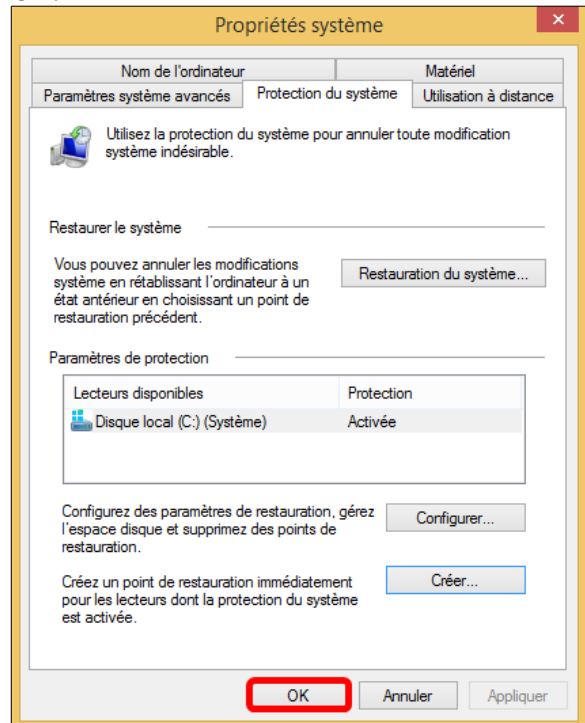 Propriétés système
Nom de l'ordinateur
Matériel
Paramètres système avancés
Protection du système
Utilisation à distance
Utilisez la protection du système pour annuler toute modification
système indésirable.
Restaurer le système
Vous pouvez annuler les modifications
système en rétablissant l'ordinateur à un
état antérieur en choisissant un point de
restauration précédent.
Restauration du système...
Paramètres de protection
Lecteurs disponibles
Protection
Disque local (C:) (Système)
Activée
Configurez des paramètres de restauration, gérez
l'espace disque et supprimez des points de
restauration.
Configurer...
Créez un point de restauration immédiatement
pour les lecteurs dont la protection du système
est activée.
Créer...
OK
Annuler
Appliquer